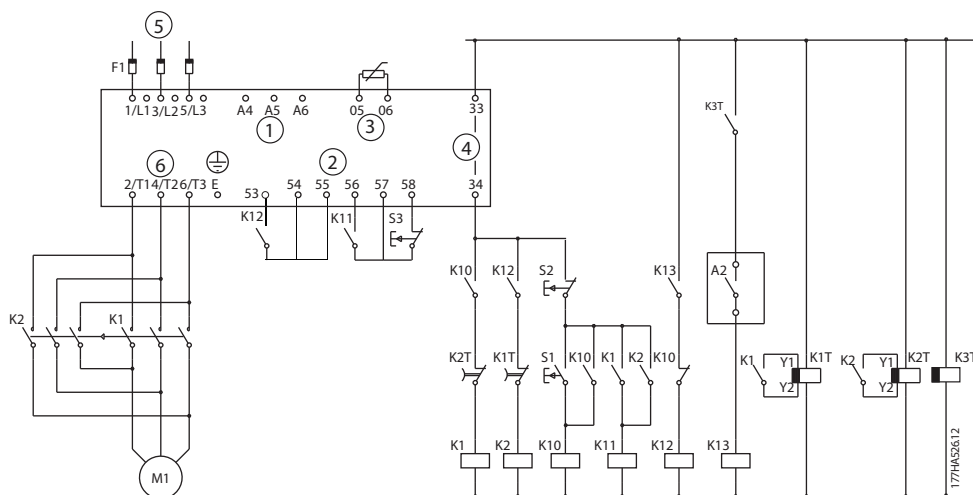 5
F1
1/L1 3/L2 5/L3 A4 A5 A6 05 06 33
1 3
K3T
4
6 2
2/T1 4/T2 6/T3 E 53 54 55 56 57 58 34
K12 K11 S3
K10 K12 S2 K13 A2
K2 K1
K2T K1T S1 K10 K1 K2 K10 K1 Y1 K1T K2 Y1 K2T K3T
Y2 Y2
K1 K2 K10 K11 K12 K13
M1
177HA526.12